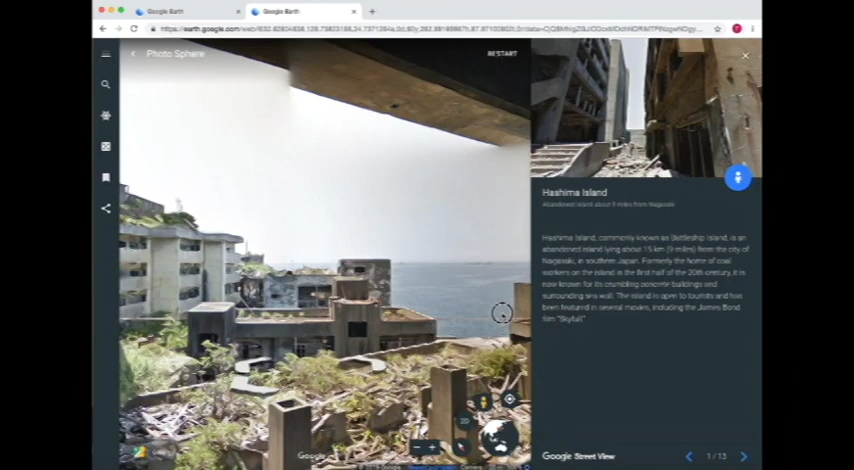 Google Earth
Google Earth
Photo Sphere
RESTART
Hashima Island
Abandoned island about 9 miles from Nagasaki
Hashima Island, commonly known as Battleship Island, is an
abandoned island lying about 15 km (9 miles) from the city of
Nagasaki, in southern Japan. Formerly the home of coal
workers on the island in the first half of the 20th century, it is
now known for its crumbling concrete buildings and
surrounding sea wall. The island is open to tourists and has
been featured in several movies, including the James Bond
film "Skyfall"
2D
Google
Google Street View
1 / 13